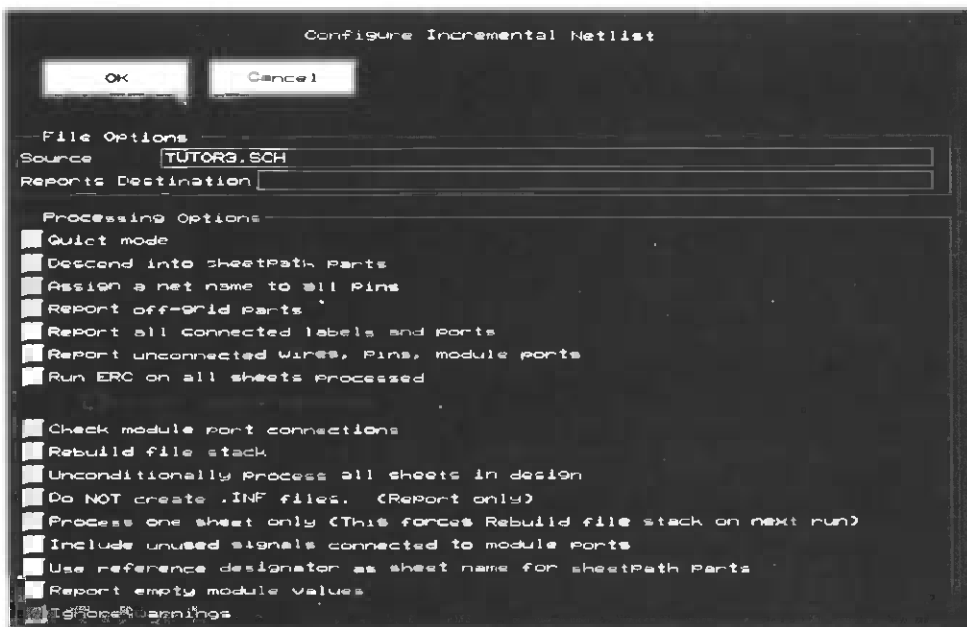 Configure Incremental Netlist
OK Cancel
File Options
Source TUTOR3.SCH
Reports Destination
Processing Options
Quiet mode
Descend into sheetpath parts
Assign a net name to all pins
Report off-grid parts
Report all connected labels and ports
Report unconnected wires, pins, module ports
Run ERC on all sheets processed
Check module port connections
Rebuild file stack
Unconditionally process all sheets in design
Do NOT create .INF files. (Report only)
Process one sheet only (This forces Rebuild file stack on next run)
Include unused signals connected to module ports
Use reference designator as sheet name for sheetpath parts
Report empty module values
Ignore warnings